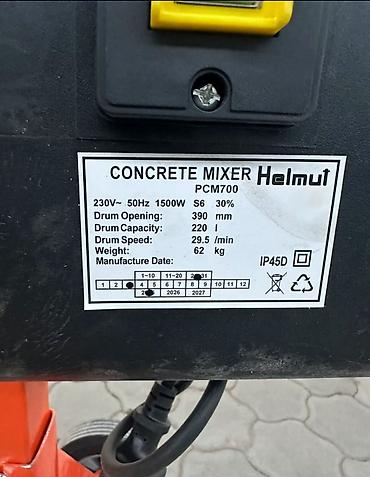 CONCRETE MIXER Helmut
PCM700
230V~ 50Hz 1500W S6 30%
Drum Opening: 390 mm
Drum Capacity: 220 l
Drum Speed: 29.5 /min
Weight: 62 kg
Manufacture Date: IP45D
1~10 11~20
1 2 4 5 6 7 8 9 10 11 12
2026 2027